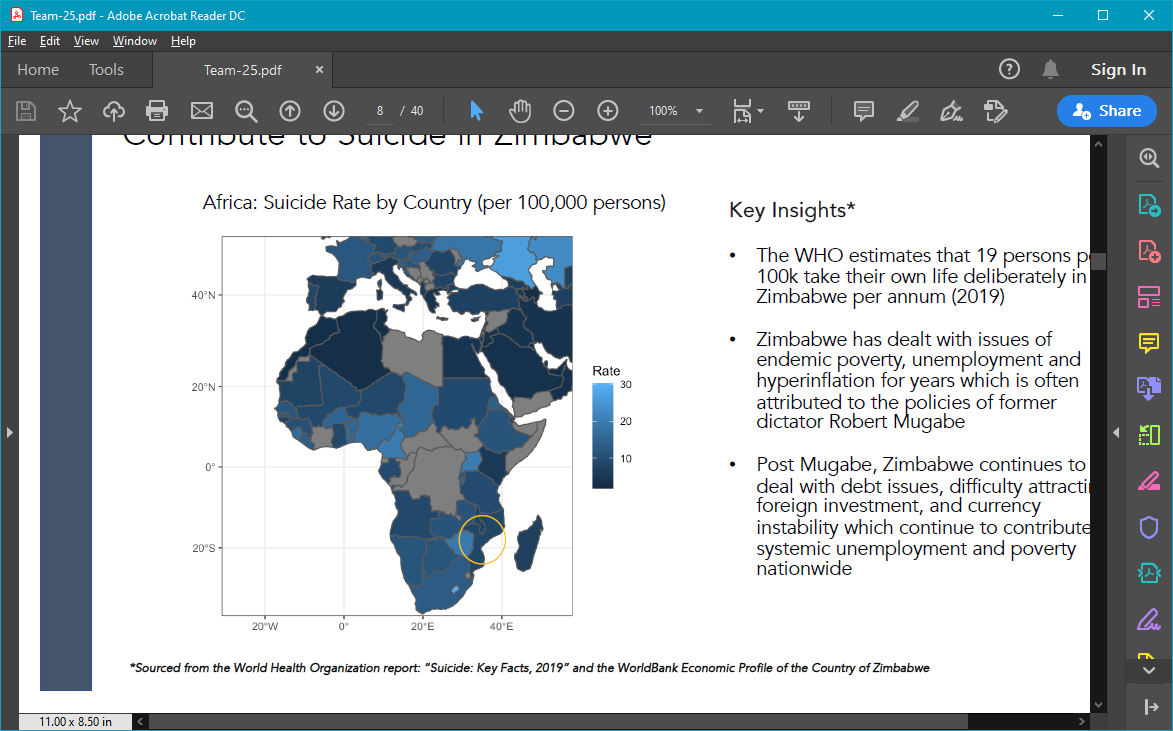 Team-25.pdf - Adobe Acrobat Reader DC
File Edit View Window Help
Home Tools Team-25.pdf × Sign In
8 / 40 100% Share
Contribute to Suicide in Zimbabwe
Africa: Suicide Rate by Country (per 100,000 persons)
40°N
20°N
0°
20°S
20°W 0° 20°E 40°E
Rate
30
20
10
Key Insights*
• The WHO estimates that 19 persons pe
100k take their own life deliberately in
Zimbabwe per annum (2019)
• Zimbabwe has dealt with issues of
endemic poverty, unemployment and
hyperinflation for years which is often
attributed to the policies of former
dictator Robert Mugabe
• Post Mugabe, Zimbabwe continues to
deal with debt issues, difficulty attracti
foreign investment, and currency
instability which continue to contribute
systemic unemployment and poverty
nationwide
*Sourced from the World Health Organization report: “Suicide: Key Facts, 2019” and the WorldBank Economic Profile of the Country of Zimbabwe
11.00 x 8.50 in